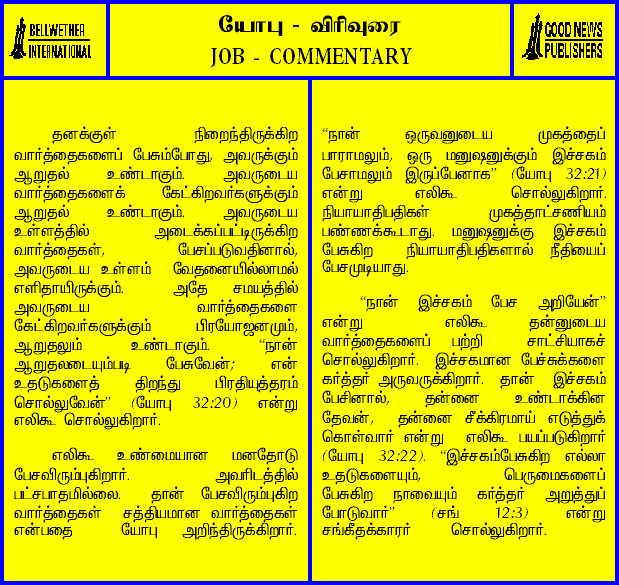 BELLWETHER
INTERNATIONAL
யோபு - விரிவுரை
JOB - COMMENTARY
GOOD NEWS
PUBLISHERS
தனக்குள் நிறைந்திருக்கிற
வார்த்தைகளைப் பேசும்போது, அவருக்கும்
ஆறுதல் உண்டாகும். அவருடைய
வார்த்தைகளைக் கேட்கிறவர்களுக்கும்
ஆறுதல் உண்டாகும். அவருடைய
உள்ளத்தில் அடைக்கப்பட்டிருக்கிற
வார்த்தைகள், பேசப்படுவதினால்,
அவருடைய உள்ளம் வேதனையில்லாமல்
எளிதாயிருக்கும். அதே சமயத்தில்
அவருடைய வார்த்தைகளை
கேட்கிறவர்களுக்கும் பிரயோஜனமும்,
ஆறுதலும் உண்டாகும். “நான்
ஆறுதலடையும்படி பேசுவேன்; என்
உதடுகளைத் திறந்து பிரதியுத்தரம்
சொல்லுவேன்” (யோபு 32:20) என்று
எலிகூ சொல்லுகிறார்.
எலிகூ உண்மையான மனதோடு
பேசவிரும்புகிறார். அவரிடத்தில்
பட்சபாதமில்லை. தான் பேசவிரும்புகிற
வார்த்தைகள் சத்தியமான வார்த்தைகள்
என்பதை யோபு அறிந்திருக்கிறார்.
“நான் ஒருவனுடைய முகத்தைப்
பாராமலும், ஒரு மனுஷனுக்கும் இச்சகம்
பேசாமலும் இருப்பேனாக” (யோபு 32:21)
என்று எலிகூ சொல்லுகிறார்.
நியாயாதிபதிகள் முகத்தாட்சணியம்
பண்ணக்கூடாது. மனுஷனுக்கு இச்சகம்
பேசுகிற நியாயாதிபதிகளால் நீதியைப்
பேசமுடியாது.
“நான் இச்சகம் பேச அறியேன்”
என்று எலிகூ தன்னுடைய
வார்த்தைகளைப் பற்றி சாட்சியாகச்
சொல்லுகிறார். இச்சகமான பேச்சுக்களை
கர்த்தர் அருவருக்கிறார். தான் இச்சகம்
பேசினால், தன்னை உண்டாக்கின
தேவன், தன்னை சீக்கிரமாய் எடுத்துக்
கொள்வார் என்று எலிகூ பயப்படுகிறார்
(யோபு 32:22). “இச்சகம்பேசுகிற எல்லா
உதடுகளையும், பெருமைகளைப்
பேசுகிற நாவையும் கர்த்தர் அறுத்துப்
போடுவார்” (சங் 12:3) என்று
சங்கீதக்காரர் சொல்லுகிறார்.